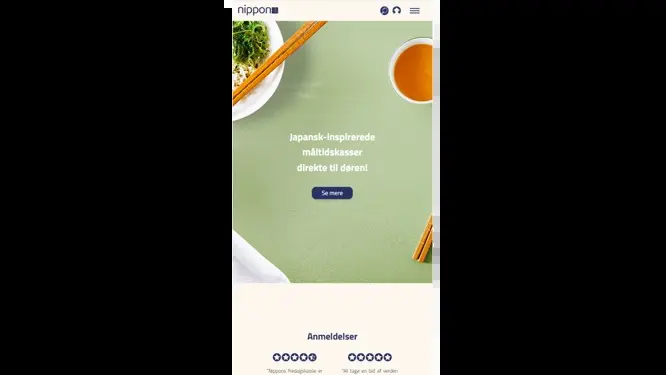 nippon
Japansk-inspirerede
måltidskasser
direkte til døren!
Se mere
Anmeldelser
"Nippons fredagskasse er
"At tage en bid af verden